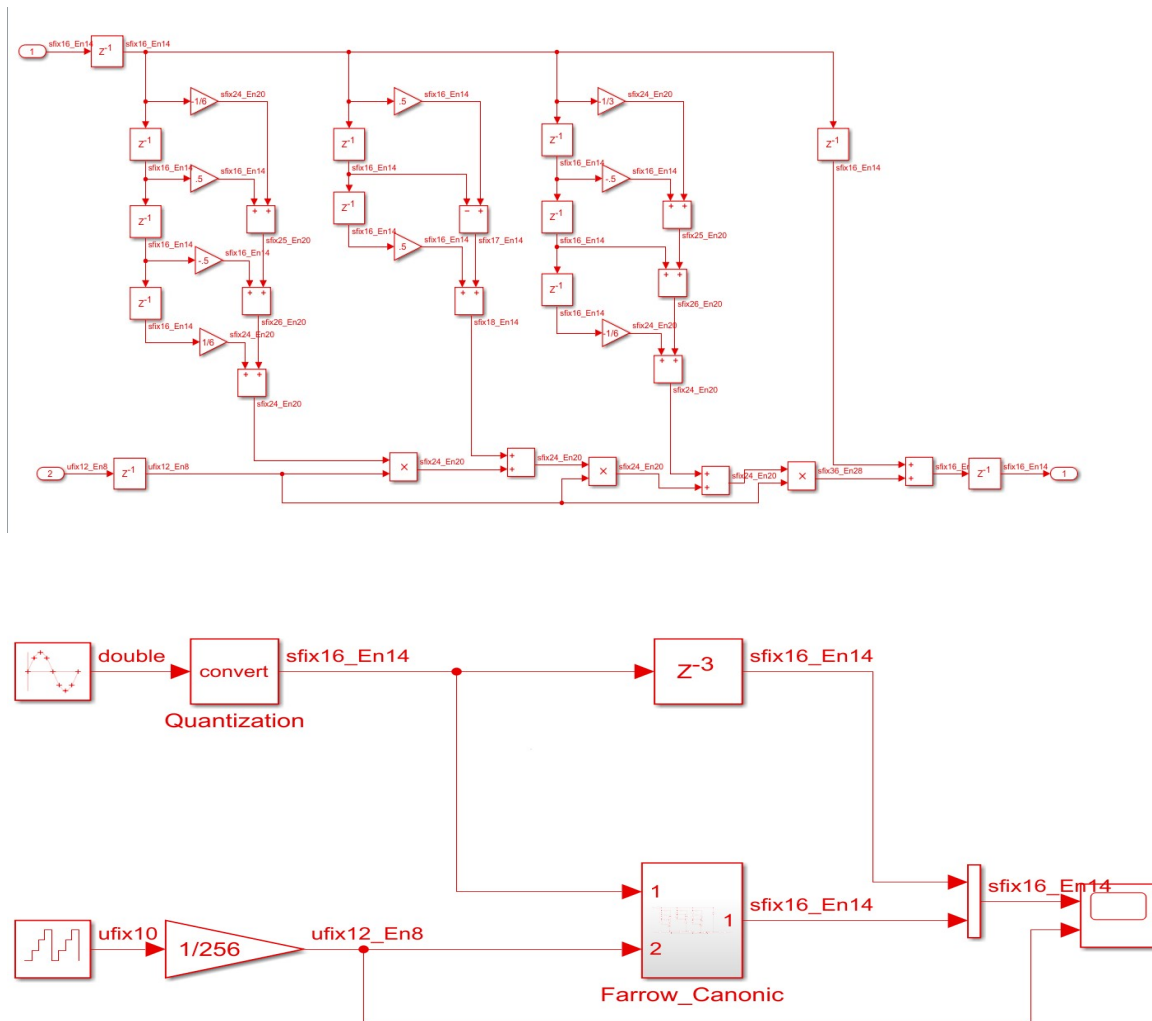 sfix16_En14 sfix16_En14
1 z-1
-1/6 sfix24_En20 .5 sfix16_En14 -1/3 sfix24_En20
z-1 z-1 z-1 z-1
sfix16_En14 sfix16_En14 sfix16_En14 sfix16_En14 sfix16_En14
.5 sfix16_En14 -.5
z-1 + + z-1 − + z-1 + +
sfix25_En20 sfix16_En14 sfix16_En14 sfix17_En14 sfix25_En20
sfix16_En14 sfix16_En14 .5 sfix16_En14
-.5
z-1 + + + + z-1 + +
sfix16_En14 sfix26_En20 sfix18_En14 sfix16_En14 sfix26_En20
1/6 sfix24_En20 -1/6 sfix24_En20
+ + + +
sfix24_En20 sfix24_En20
ufix12_En8 ufix12_En8 sfix24_En20 sfix24_En20 sfix24_En20 sfix24_En20 sfix36_En28 sfix16_En14
2 z-1 × + + × + + × + + z-1 1
double sfix16_En14 sfix16_En14
convert z-3
Quantization
sfix16_En14
1
ufix10 ufix12_En8 1 sfix16_En14
1/256 2
Farrow_Canonic